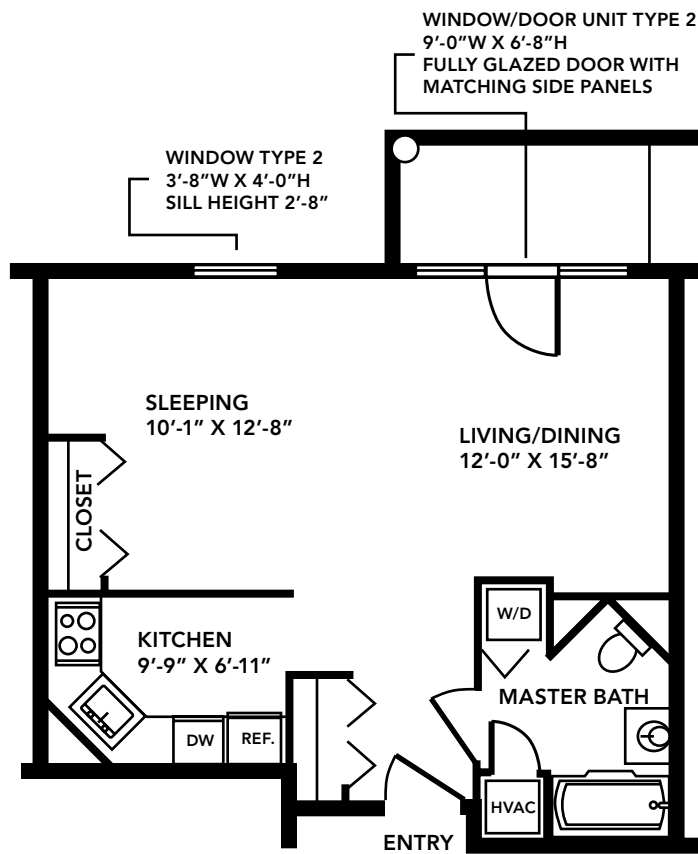 WINDOW/DOOR UNIT TYPE 2
9’-0”W X 6’-8”H
FULLY GLAZED DOOR WITH
MATCHING SIDE PANELS
WINDOW TYPE 2
3’-8”W X 4’-0”H
SILL HEIGHT 2’-8”
SLEEPING
10’-1” X 12’-8”
LIVING/DINING
12’-0” X 15’-8”
CLOSET
W/D
KITCHEN
9’-9” X 6’-11”
MASTER BATH
DW
REF.
HVAC
ENTRY